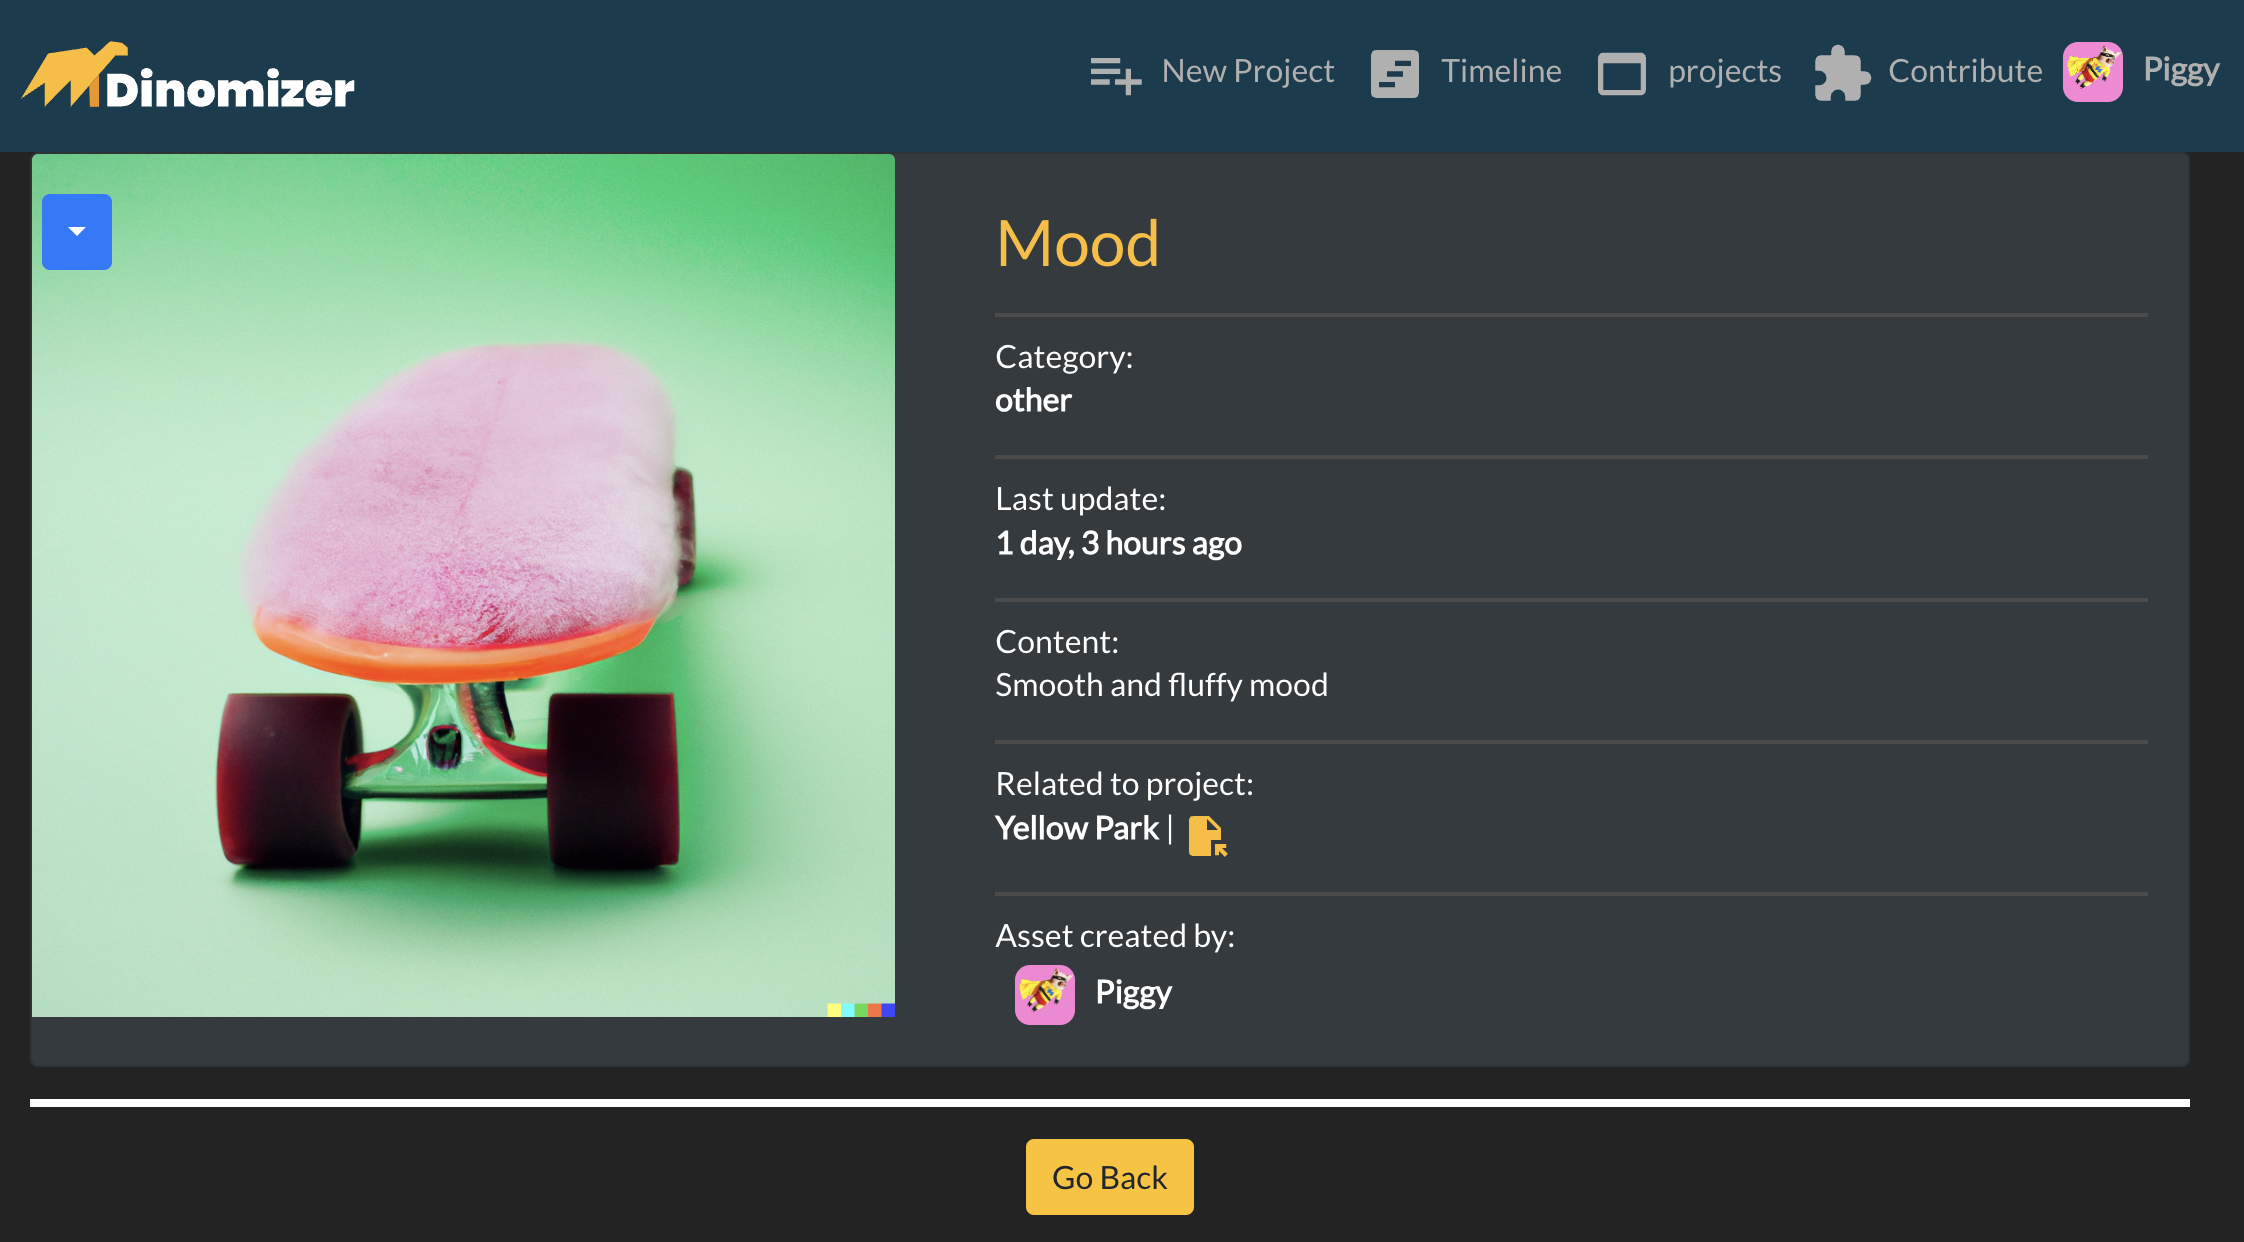 Dinomizer
New Project
Timeline
projects
Contribute
Piggy
Mood
Category:
other
Last update:
1 day, 3 hours ago
Content:
Smooth and fluffy mood
Related to project:
Yellow Park |
Asset created by:
Piggy
Go Back